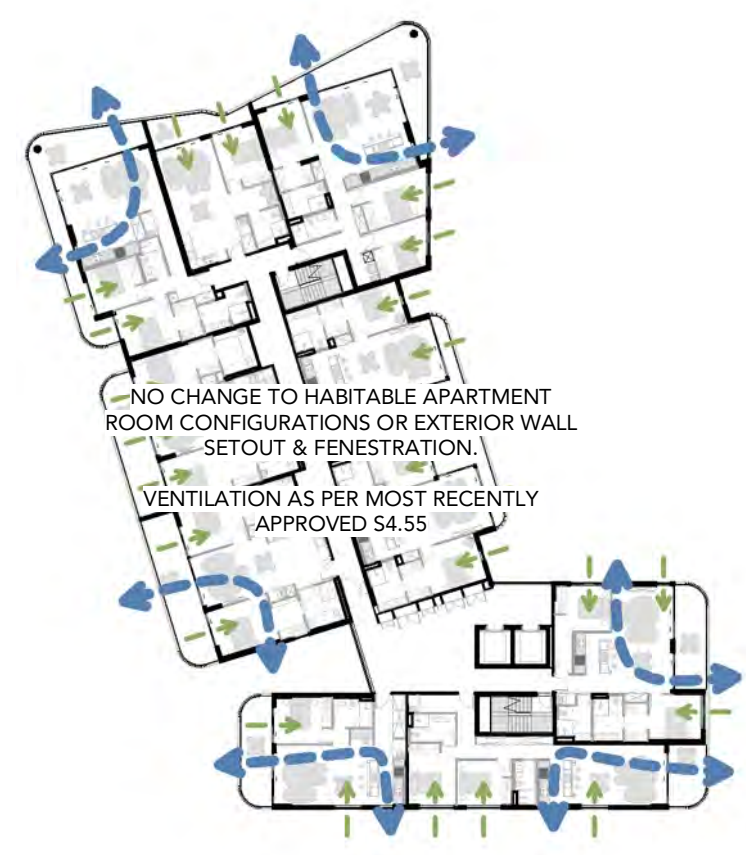 NO CHANGE TO HABITABLE APARTMENT
ROOM CONFIGURATIONS OR EXTERIOR WALL
SETOUT & FENESTRATION.
VENTILATION AS PER MOST RECENTLY
APPROVED S4.55